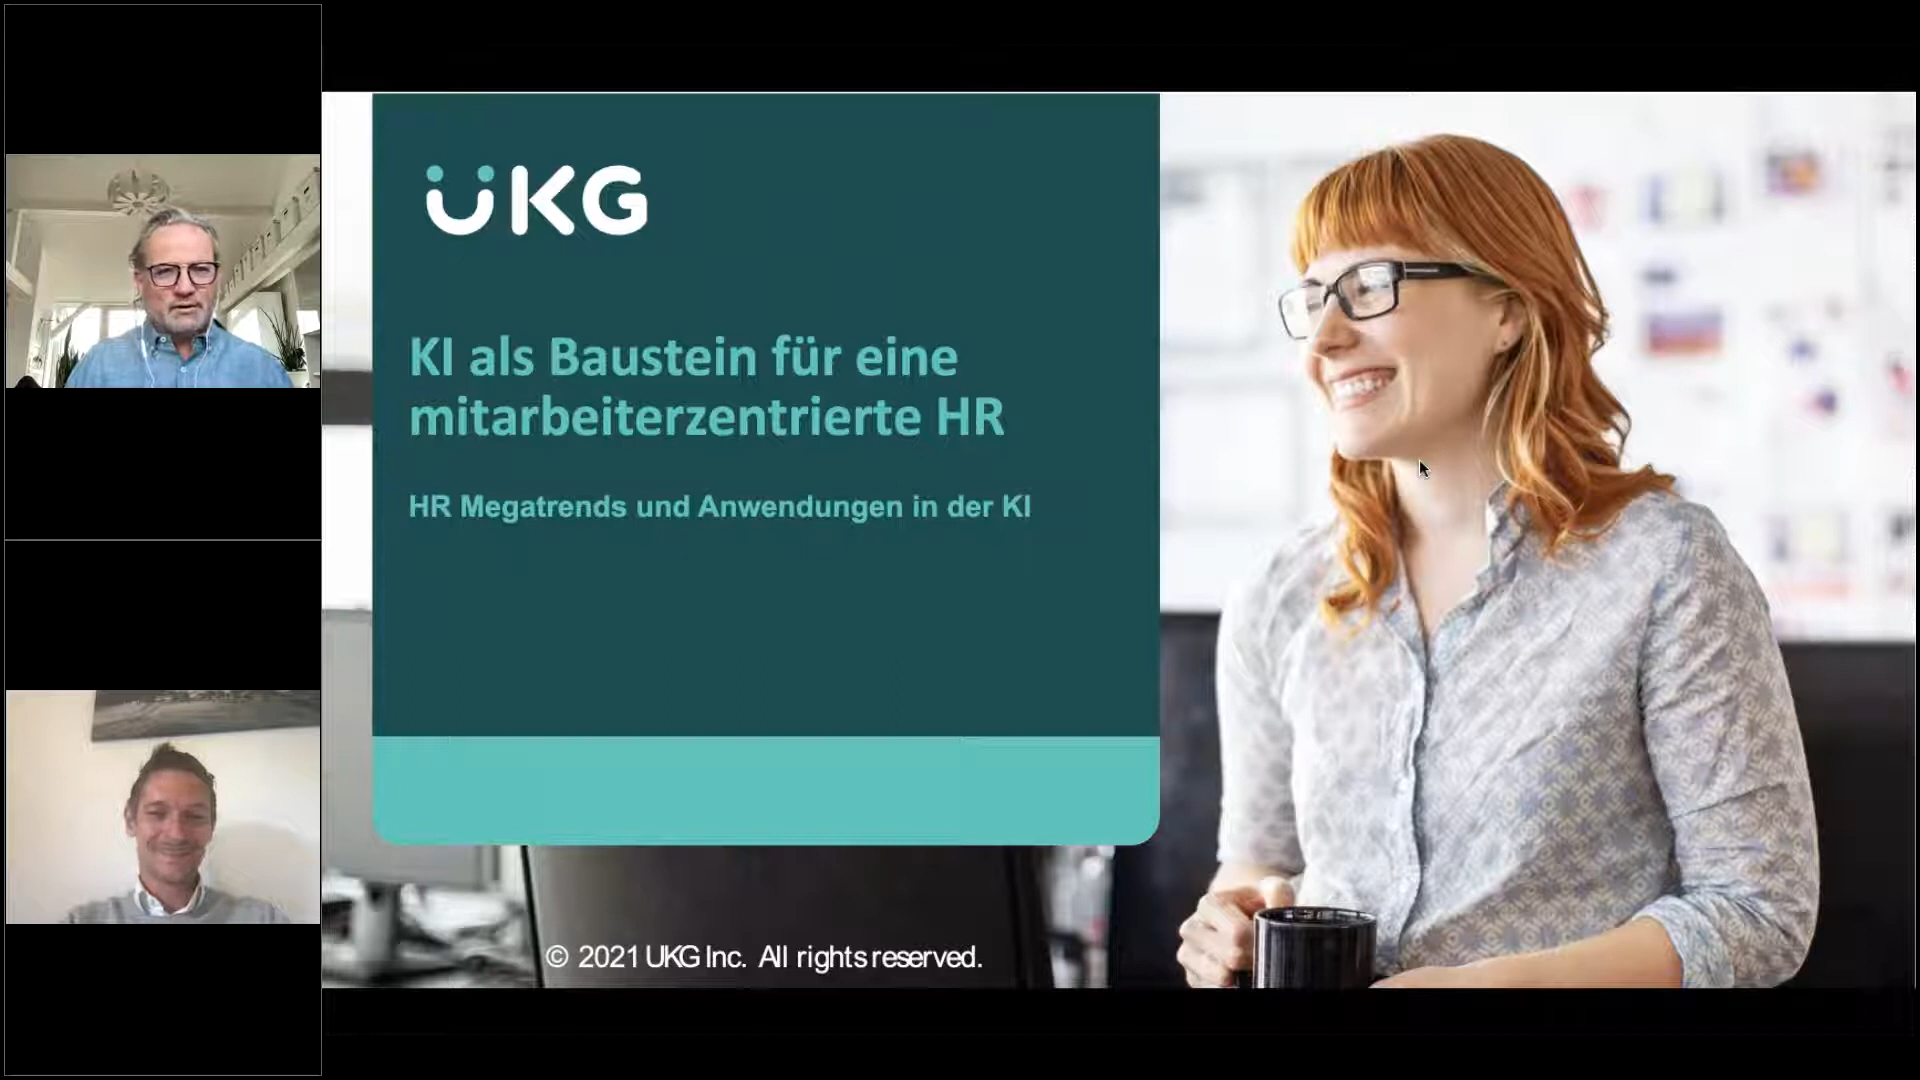 UKG
KI als Baustein für eine
mitarbeiterzentrierte HR
HR Megatrends und Anwendungen in der KI
© 2021 UKG Inc. All rights reserved.